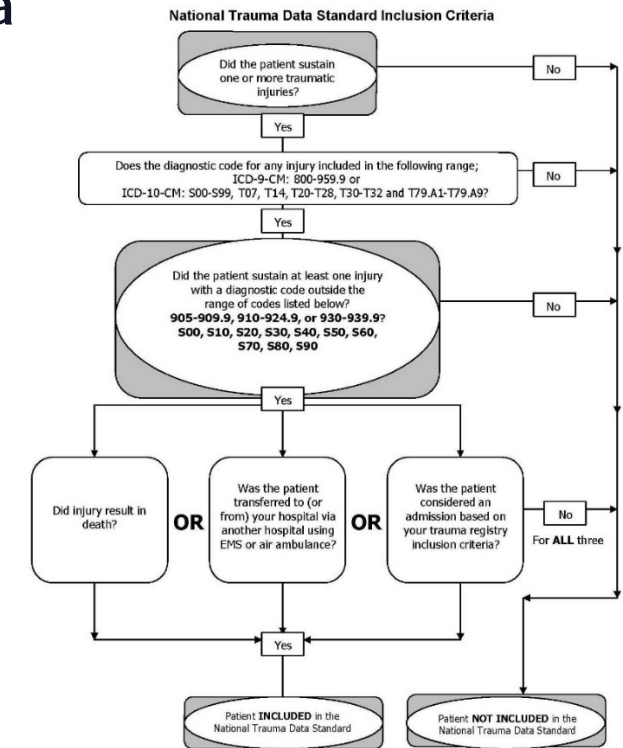 a
National Trauma Data Standard Inclusion Criteria
Did the patient sustain
one or more traumatic
injuries?
No
Yes
Does the diagnostic code for any injury included in the following range;
ICD-9-CM: 800-959.9 or
ICD-10-CM: S00-S99, T07, T14, T20-T28, T30-T32 and T79.A1-T79.A9?
No
Yes
Did the patient sustain at least one injury
with a diagnostic code outside the
range of codes listed below?
905-909.9, 910-924.9, or 930-939.9?
S00, S10, S20, S30, S40, S50, S60,
S70, S80, S90
No
Yes
Did injury result in
death?
OR
Was the patient
transferred to (or
from) your hospital via
another hospital using
EMS or air ambulance?
OR
Was the patient
considered an
admission based on
your trauma registry
inclusion criteria?
No
For ALL three
Yes
Patient INCLUDED in the
National Trauma Data Standard
Patient NOT INCLUDED in the
National Trauma Data Standard